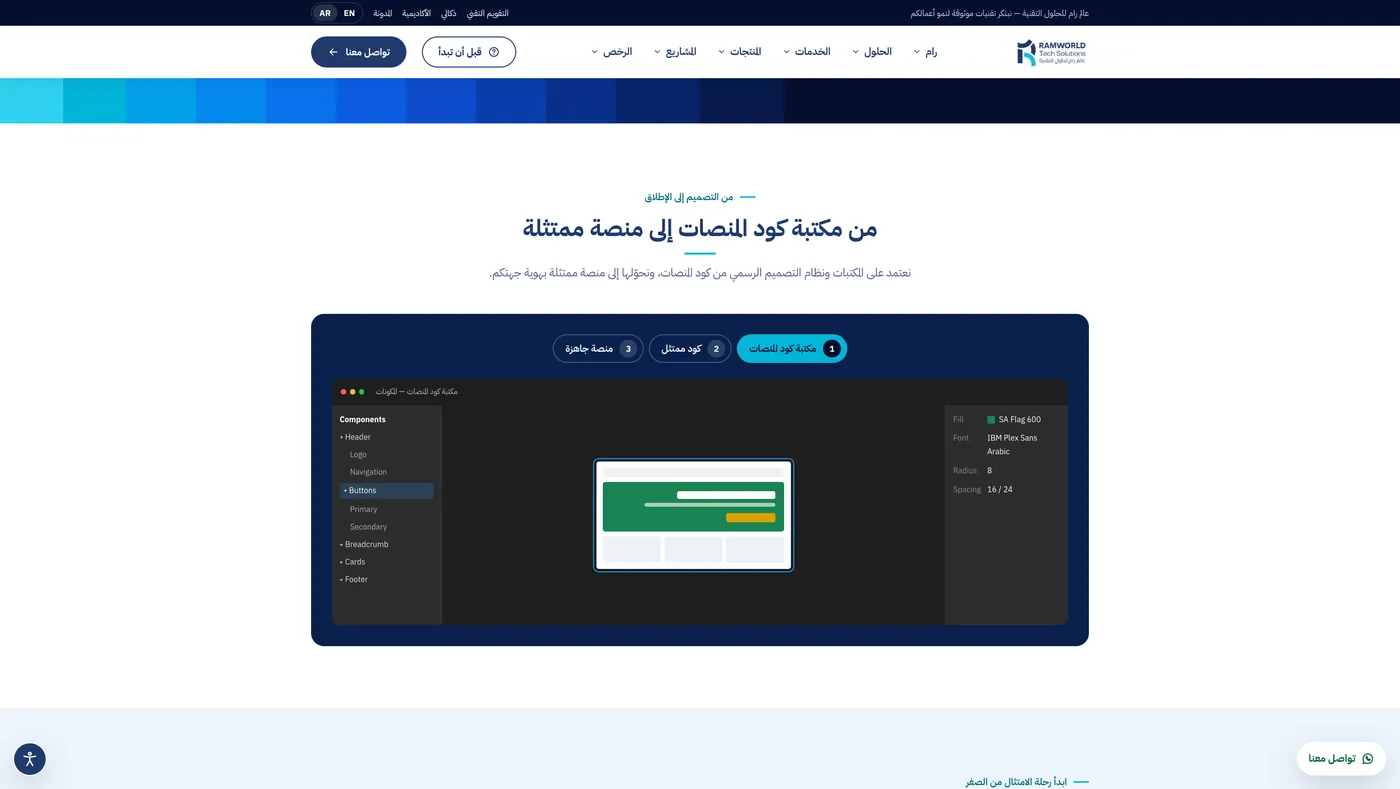 عالم رام للحلول التقنية — نبتكر تقنيات موثوقة لنمو أعمالكم
التقويم التقني
ذكائي
الأكاديمية
المدونة
EN
AR
RAMWORLD
Tech Solutions
عالم رام لحلول التقنية
رام
الحلول
الخدمات
المنتجات
المشاريع
الرخص
قبل أن تبدأ
تواصل معنا
من التصميم إلى الإطلاق
من مكتبة كود المنصات إلى منصة ممتثلة
نعتمد على المكتبات ونظام التصميم الرسمي من كود المنصات، ونحوّلها إلى منصة ممتثلة بهوية جهتكم.
1 مكتبة كود المنصات
2 كود ممتثل
3 منصة جاهزة
مكتبة كود المنصات — المكونات
Components
Header
Logo
Navigation
Buttons
Primary
Secondary
Breadcrumb
Cards
Footer
Fill SA Flag 600
Font IBM Plex Sans
Arabic
Radius 8
Spacing 16 / 24
ابدأ رحلة الامتثال من الصفر
تواصل معنا